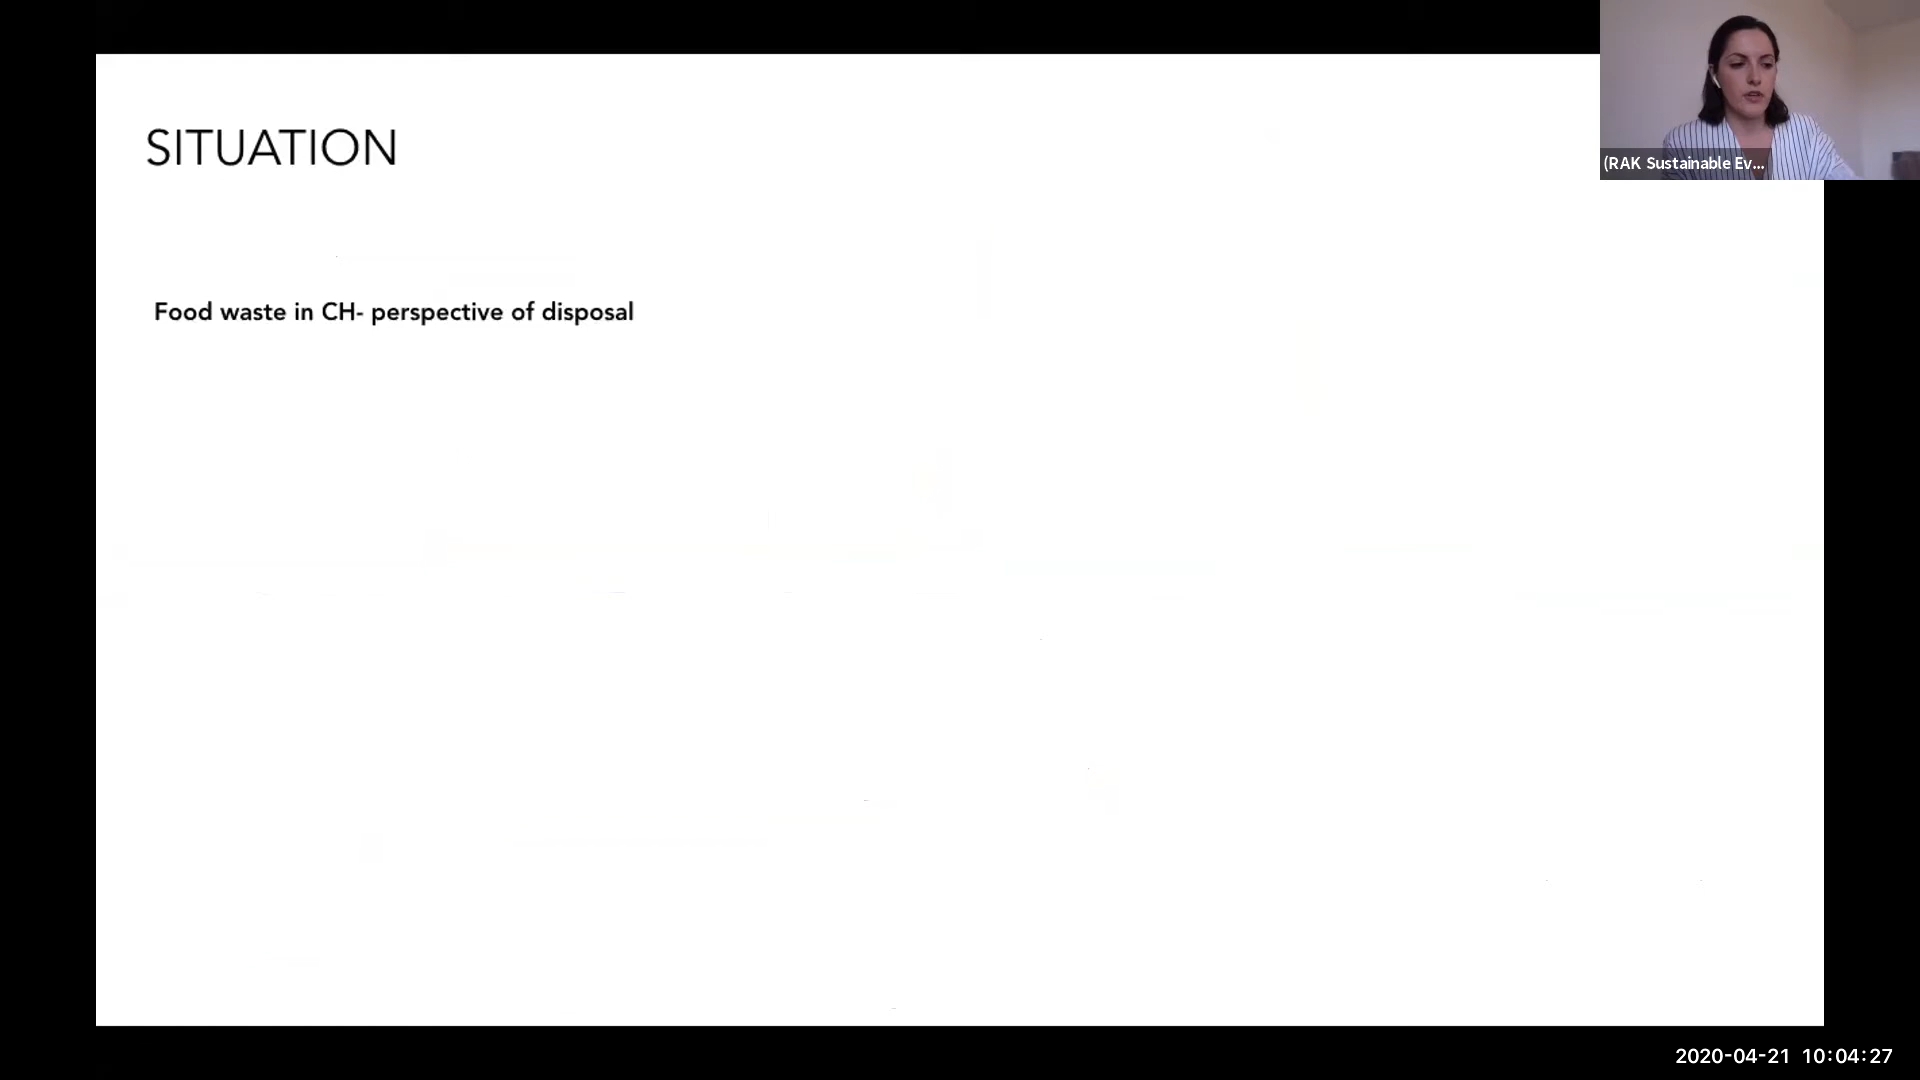 SITUATION
(RAK Sustainable Ev...
Food waste in CH- perspective of disposal
2020-04-21 10:04:27